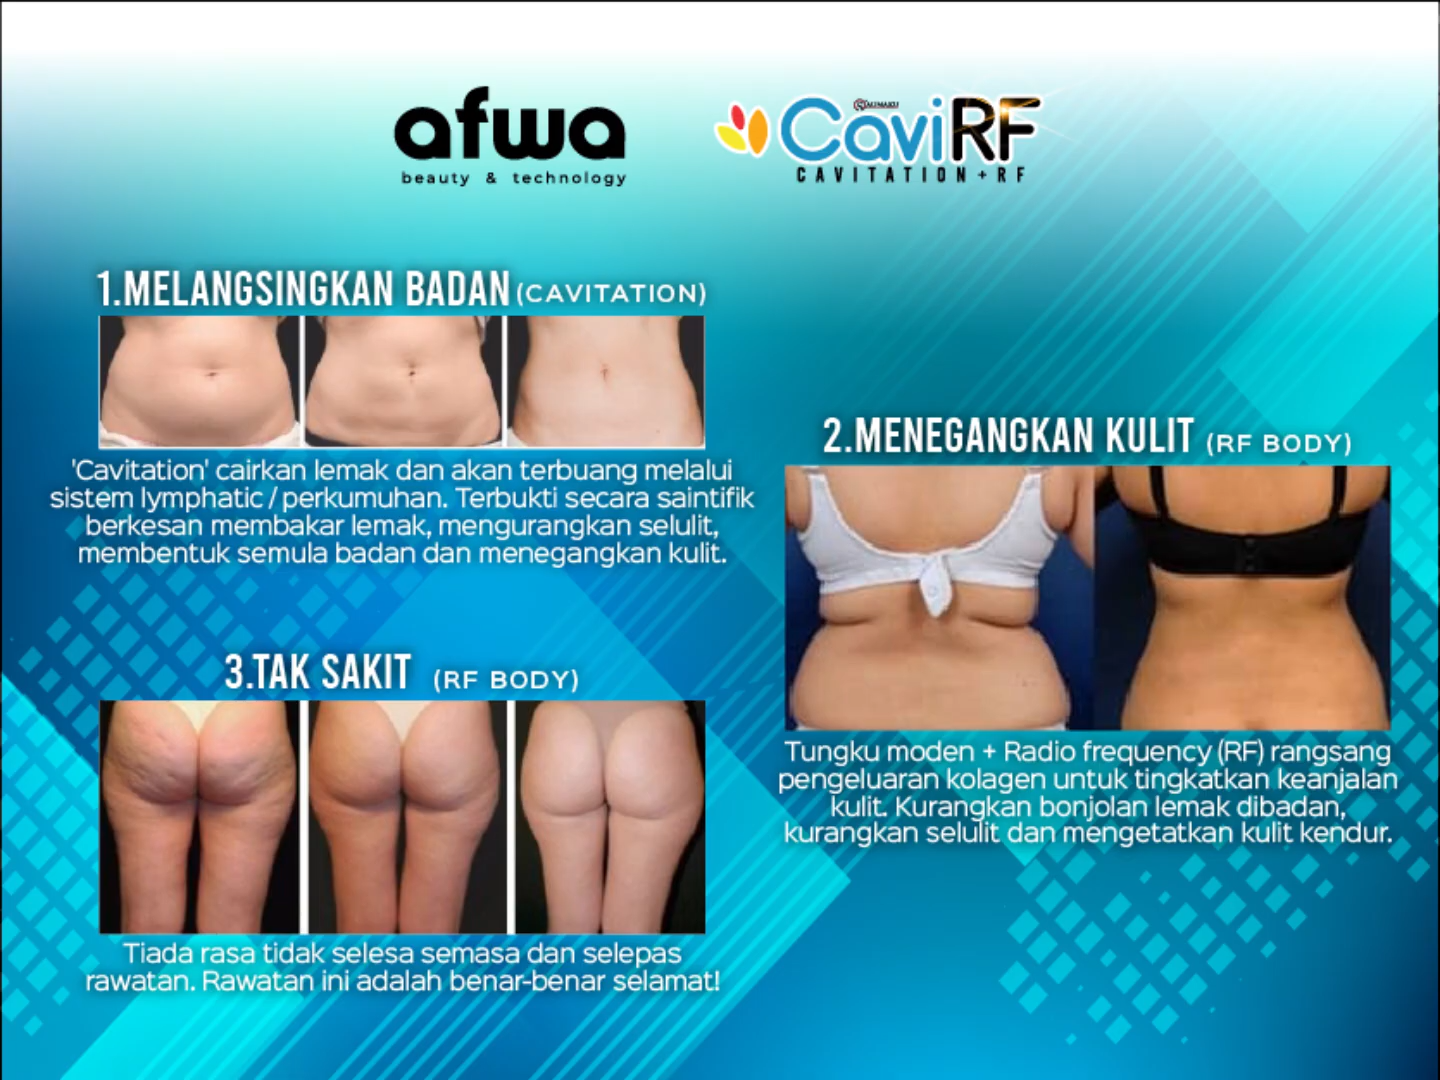 afwa
beauty & technology
CaviRF
CAVITATION + RF
1.MELANGSINGKAN BADAN (CAVITATION)
'Cavitation' cairkan lemak dan akan terbuang melalui
sistem lymphatic / perkumuhan. Terbukti secara saintifik
berkesan membakar lemak, mengurangkan selulit,
membentuk semula badan dan menegangkan kulit.
2.MENEGANGKAN KULIT (RF BODY)
Tungku moden + Radio frequency (RF) rangsang
pengeluaran kolagen untuk tingkatkan keanjalan
kulit. Kurangkan bonjolan lemak dibadan,
kurangkan selulit dan mengetatkan kulit kendur.
3.TAK SAKIT (RF BODY)
Tiada rasa tidak selesa semasa dan selepas
rawatan. Rawatan ini adalah benar-benar selamat!